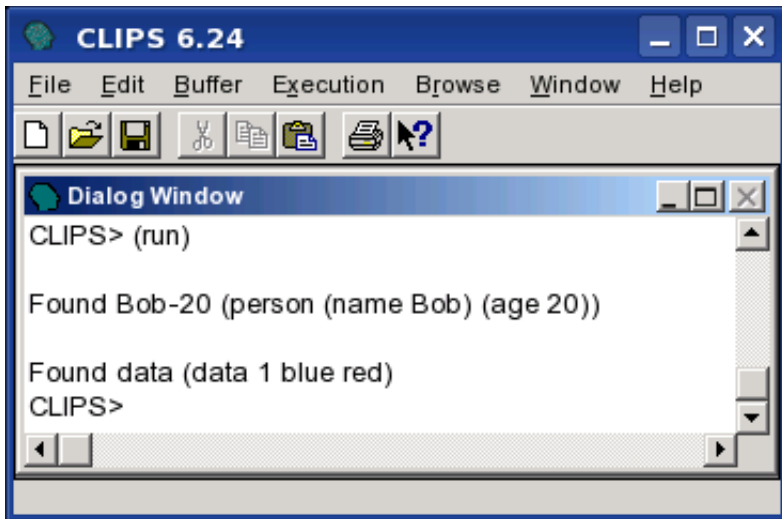 CLIPS 6.24
File Edit Buffer Execution Browse Window Help
Dialog Window
CLIPS> (run)
Found Bob-20 (person (name Bob) (age 20))
Found data (data 1 blue red)
CLIPS>